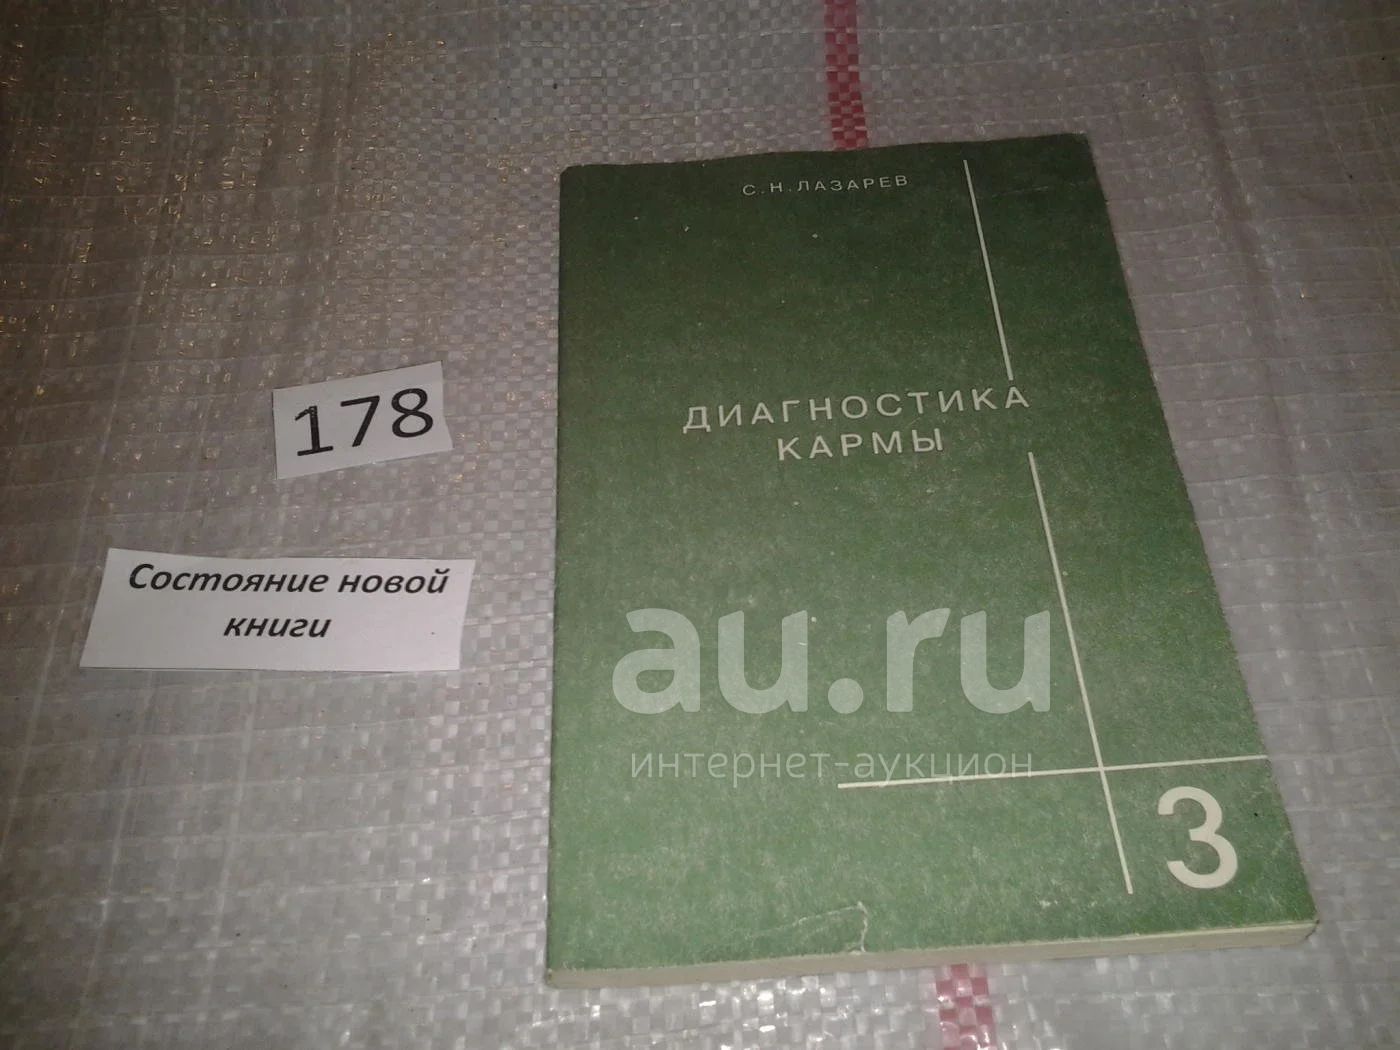 С.Н.ЛАЗАРЕВ
ДИАГНОСТИКА
КАРМЫ
178
Состояние новой
книги
au.ru
интернет-аукцион
3